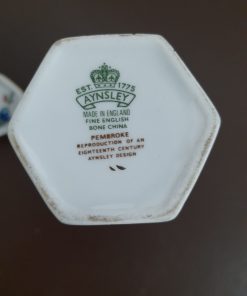 EST. 1775
AYNSLEY
MADE IN ENGLAND
FINE ENGLISH
BONE CHINA
PEMBROKE
REPRODUCTION OF AN
EIGHTEENTH CENTURY
AYNSLEY DESIGN